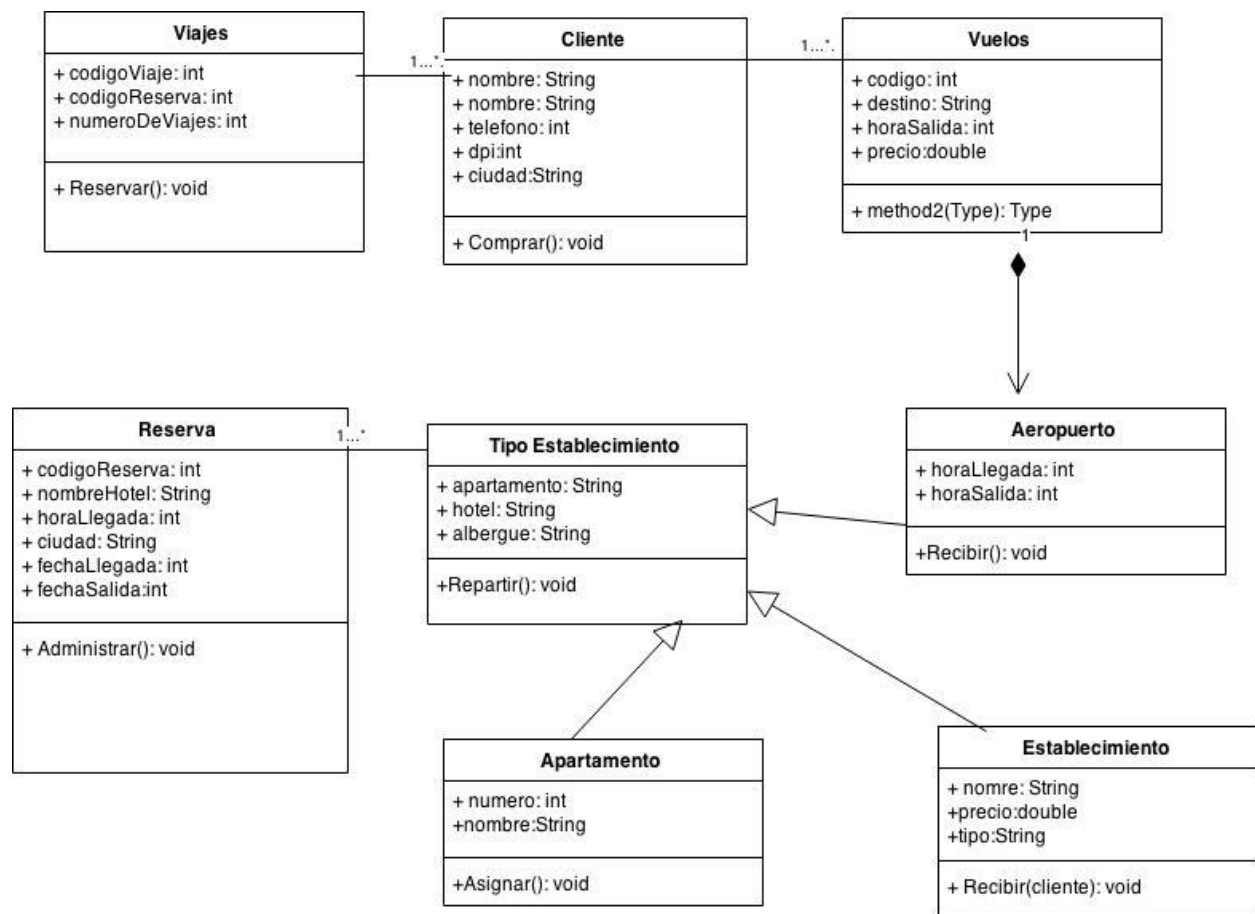 Viajes
+ codigoViaje: int
+ codigoReserva: int
+ numeroDeViajes: int
+ Reservar(): void
1...*.
Cliente
+ nombre: String
+ nombre: String
+ telefono: int
+ dpi:int
+ ciudad:String
+ Comprar(): void
1...*.
Vuelos
+ codigo: int
+ destino: String
+ horaSalida: int
+ precio:double
+ method2(Type): Type
1
Reserva
+ codigoReserva: int
+ nombreHotel: String
+ horaLlegada: int
+ ciudad: String
+ fechaLlegada: int
+ fechaSalida:int
+ Administrar(): void
1...*
Tipo Establecimiento
+ apartamento: String
+ hotel: String
+ albergue: String
+Repartir(): void
Aeropuerto
+ horaLlegada: int
+ horaSalida: int
+Recibir(): void
Apartamento
+ numero: int
+nombre:String
+Asignar(): void
Establecimiento
+ nomre: String
+precio:double
+tipo:String
+ Recibir(cliente): void